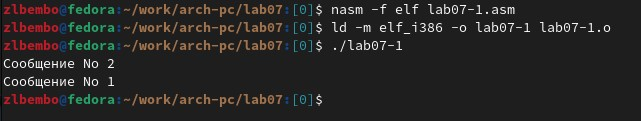 zlbembo@fedora:~/work/arch-pc/lab07:[0]$ nasm -f elf lab07-1.asm
zlbembo@fedora:~/work/arch-pc/lab07:[0]$ ld -m elf_i386 -o lab07-1 lab07-1.o
zlbembo@fedora:~/work/arch-pc/lab07:[0]$ ./lab07-1
Сообщение No 2
Сообщение No 1
zlbembo@fedora:~/work/arch-pc/lab07:[0]$